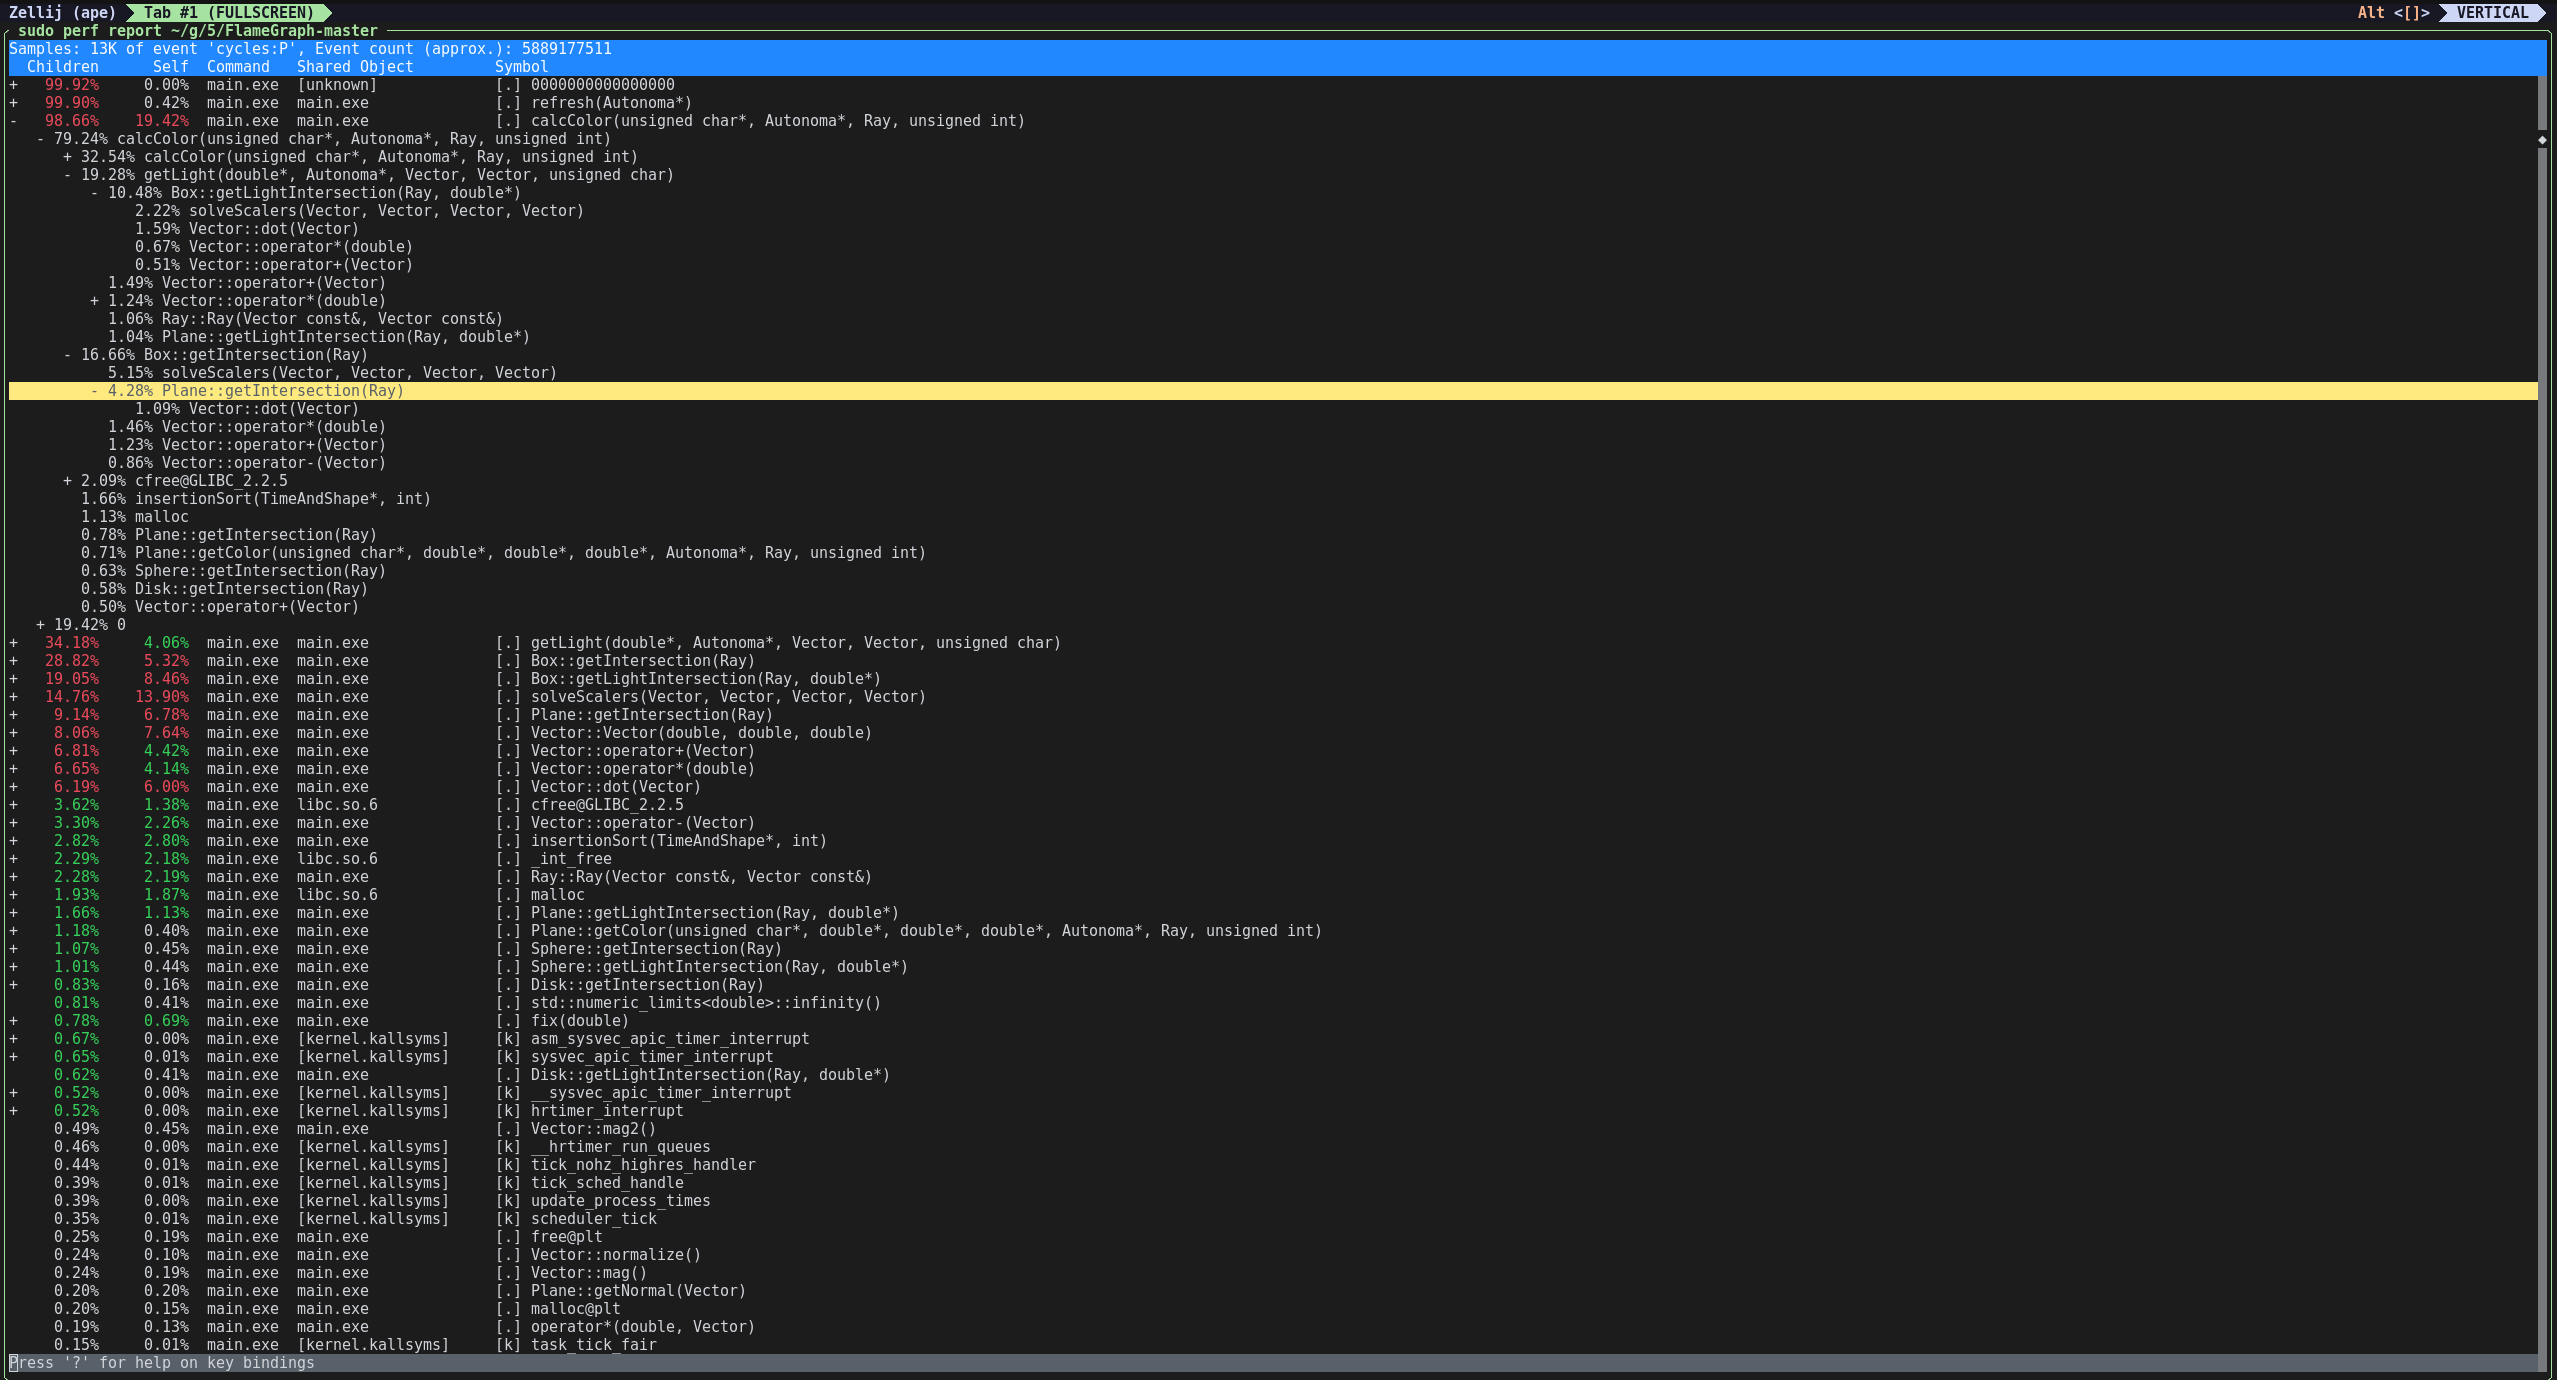 Zellij (ape) Tab #1 (FULLSCREEN) Alt <[]> VERTICAL
sudo perf report ~/g/5/FlameGraph-master
Samples: 13K of event 'cycles:P', Event count (approx.): 5889177511
Children Self Command Shared Object Symbol
+ 99.92% 0.00% main.exe [unknown] [.] 0000000000000000
+ 99.90% 0.42% main.exe main.exe [.] refresh(Autonoma*)
- 98.66% 19.42% main.exe main.exe [.] calcColor(unsigned char*, Autonoma*, Ray, unsigned int)
- 79.24% calcColor(unsigned char*, Autonoma*, Ray, unsigned int)
+ 32.54% calcColor(unsigned char*, Autonoma*, Ray, unsigned int)
- 19.28% getLight(double*, Autonoma*, Vector, Vector, unsigned char)
- 10.48% Box::getLightIntersection(Ray, double*)
2.22% solveScalers(Vector, Vector, Vector, Vector)
1.59% Vector::dot(Vector)
0.67% Vector::operator*(double)
0.51% Vector::operator+(Vector)
1.49% Vector::operator+(Vector)
+ 1.24% Vector::operator*(double)
1.06% Ray::Ray(Vector const&, Vector const&)
1.04% Plane::getLightIntersection(Ray, double*)
- 16.66% Box::getIntersection(Ray)
5.15% solveScalers(Vector, Vector, Vector, Vector)
- 4.28% Plane::getIntersection(Ray)
1.09% Vector::dot(Vector)
1.46% Vector::operator*(double)
1.23% Vector::operator+(Vector)
0.86% Vector::operator-(Vector)
+ 2.09% cfree@GLIBC_2.2.5
1.66% insertionSort(TimeAndShape*, int)
1.13% malloc
0.78% Plane::getIntersection(Ray)
0.71% Plane::getColor(unsigned char*, double*, double*, double*, Autonoma*, Ray, unsigned int)
0.63% Sphere::getIntersection(Ray)
0.58% Disk::getIntersection(Ray)
0.50% Vector::operator+(Vector)
+ 19.42% 0
+ 34.18% 4.06% main.exe main.exe [.] getLight(double*, Autonoma*, Vector, Vector, unsigned char)
+ 28.82% 5.32% main.exe main.exe [.] Box::getIntersection(Ray)
+ 19.05% 8.46% main.exe main.exe [.] Box::getLightIntersection(Ray, double*)
+ 14.76% 13.90% main.exe main.exe [.] solveScalers(Vector, Vector, Vector, Vector)
+ 9.14% 6.78% main.exe main.exe [.] Plane::getIntersection(Ray)
+ 8.06% 7.64% main.exe main.exe [.] Vector::Vector(double, double, double)
+ 6.81% 4.42% main.exe main.exe [.] Vector::operator+(Vector)
+ 6.65% 4.14% main.exe main.exe [.] Vector::operator*(double)
+ 6.19% 6.00% main.exe main.exe [.] Vector::dot(Vector)
+ 3.62% 1.38% main.exe libc.so.6 [.] cfree@GLIBC_2.2.5
+ 3.30% 2.26% main.exe main.exe [.] Vector::operator-(Vector)
+ 2.82% 2.80% main.exe main.exe [.] insertionSort(TimeAndShape*, int)
+ 2.29% 2.18% main.exe libc.so.6 [.] _int_free
+ 2.28% 2.19% main.exe main.exe [.] Ray::Ray(Vector const&, Vector const&)
+ 1.93% 1.87% main.exe libc.so.6 [.] malloc
+ 1.66% 1.13% main.exe main.exe [.] Plane::getLightIntersection(Ray, double*)
+ 1.18% 0.40% main.exe main.exe [.] Plane::getColor(unsigned char*, double*, double*, double*, Autonoma*, Ray, unsigned int)
+ 1.07% 0.45% main.exe main.exe [.] Sphere::getIntersection(Ray)
+ 1.01% 0.44% main.exe main.exe [.] Sphere::getLightIntersection(Ray, double*)
+ 0.83% 0.16% main.exe main.exe [.] Disk::getIntersection(Ray)
0.81% 0.41% main.exe main.exe [.] std::numeric_limits<double>::infinity()
+ 0.78% 0.69% main.exe main.exe [.] fix(double)
+ 0.67% 0.00% main.exe [kernel.kallsyms] [k] asm_sysvec_apic_timer_interrupt
+ 0.65% 0.01% main.exe [kernel.kallsyms] [k] sysvec_apic_timer_interrupt
0.62% 0.41% main.exe main.exe [.] Disk::getLightIntersection(Ray, double*)
+ 0.52% 0.00% main.exe [kernel.kallsyms] [k] __sysvec_apic_timer_interrupt
+ 0.52% 0.00% main.exe [kernel.kallsyms] [k] hrtimer_interrupt
0.49% 0.45% main.exe main.exe [.] Vector::mag2()
0.46% 0.00% main.exe [kernel.kallsyms] [k] __hrtimer_run_queues
0.44% 0.01% main.exe [kernel.kallsyms] [k] tick_nohz_highres_handler
0.39% 0.01% main.exe [kernel.kallsyms] [k] tick_sched_handle
0.39% 0.00% main.exe [kernel.kallsyms] [k] update_process_times
0.35% 0.01% main.exe [kernel.kallsyms] [k] scheduler_tick
0.25% 0.19% main.exe main.exe [.] free@plt
0.24% 0.10% main.exe main.exe [.] Vector::normalize()
0.24% 0.19% main.exe main.exe [.] Vector::mag()
0.20% 0.20% main.exe main.exe [.] Plane::getNormal(Vector)
0.20% 0.15% main.exe main.exe [.] malloc@plt
0.19% 0.13% main.exe main.exe [.] operator*(double, Vector)
0.15% 0.01% main.exe [kernel.kallsyms] [k] task_tick_fair
Press '?' for help on key bindings